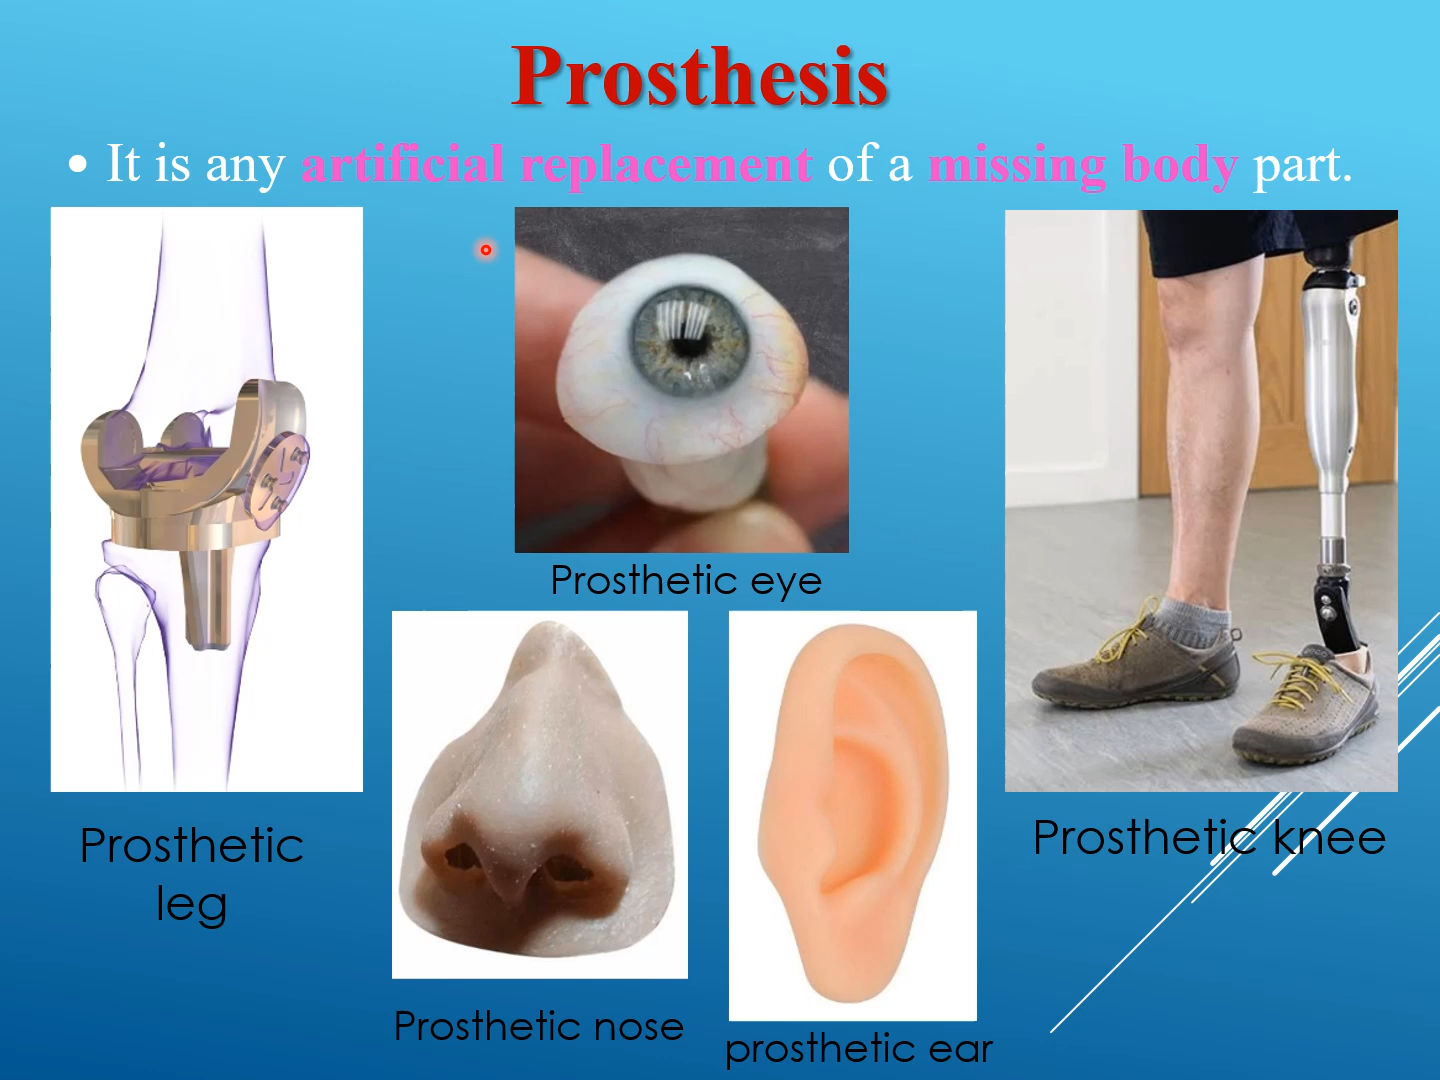 Prosthesis
• It is any artificial replacement of a missing body part.
Prosthetic eye
Prosthetic
leg
Prosthetic knee
Prosthetic nose
prosthetic ear